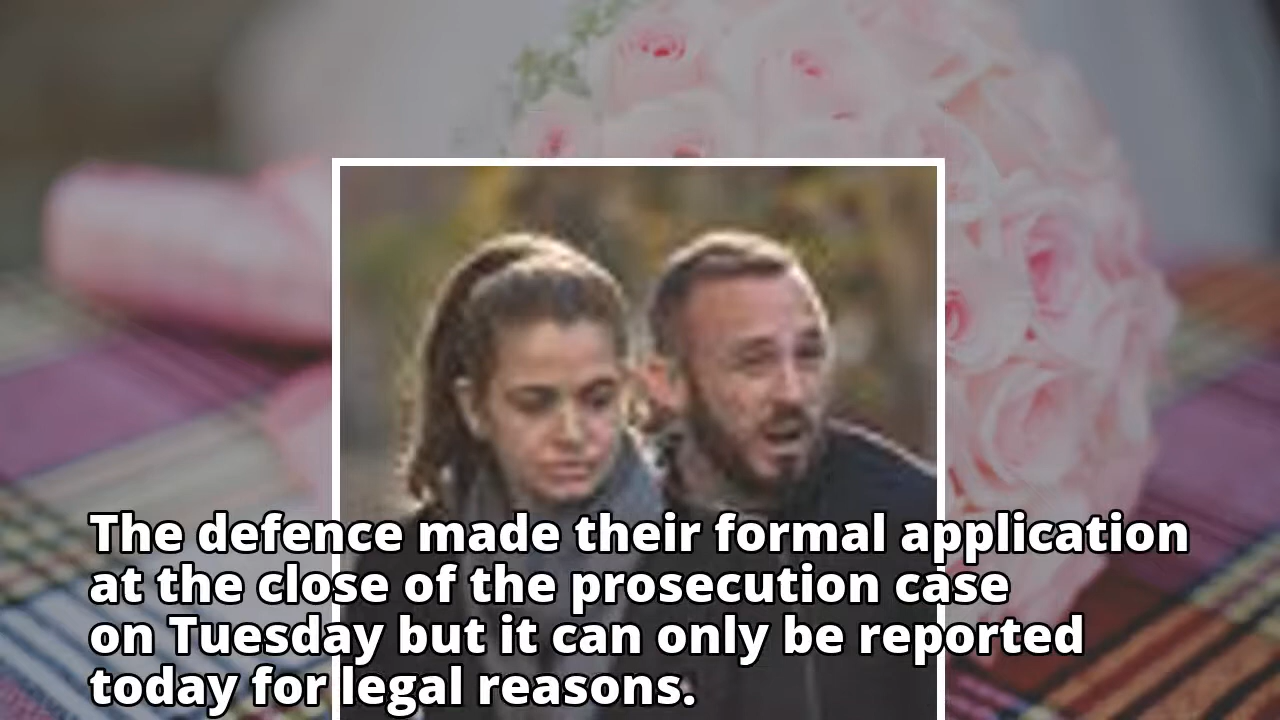 The defence made their formal application
at the close of the prosecution case
on Tuesday but it can only be reported
today for legal reasons.